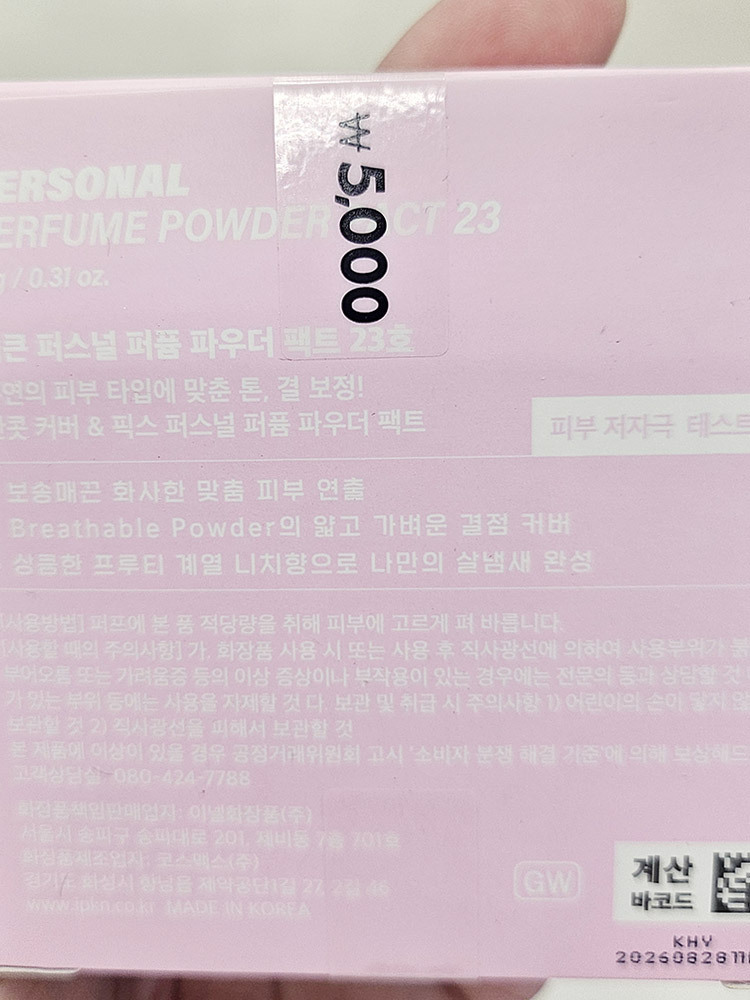 ERSONAL
ERFUME POWDER ACT 23
g / 0.31 oz.
₩ 5,000
큰 퍼스널 퍼퓸 파우더 팩트 23호
연의 피부 타입에 맞춘 톤, 결 보정!
콧 커버 & 픽스 퍼스널 퍼퓸 파우더 팩트
피부 저자극 테스트
보송매끈 화사한 맞춤 피부 연출
Breathable Powder의 얇고 가벼운 결점 커버
상큼한 프루티 계열 니치향으로 나만의 살냄새 완성
[사용방법] 퍼프에 본 품 적당량을 취해 피부에 고르게 펴 바릅니다.
[사용할 때의 주의사항] 가. 화장품 사용 시 또는 사용 후 직사광선에 의하여 사용부위가 붉
부어오름 또는 가려움증 등의 이상 증상이나 부작용이 있는 경우에는 전문의 등과 상담할 것
가 있는 부위 등에는 사용을 자제할 것 다. 보관 및 취급 시 주의사항 1) 어린이의 손이 닿지 않
보관할 것 2) 직사광선을 피해서 보관할 것
본 제품에 이상이 있을 경우 공정거래위원회 고시 '소비자 분쟁 해결 기준'에 의해 보상해드
고객상담실 080-424-7788
화장품책임판매업자: 이넬화장품(주)
서울시 송파구 송파대로 201, 제비동 7층 701호
화장품제조업자: 코스맥스(주)
경기도 화성시 향남읍 제약공단1길 27, 2길 46
www.ipkn.co.kr MADE IN KOREA
GW
계산
바코드
KHY
20260828